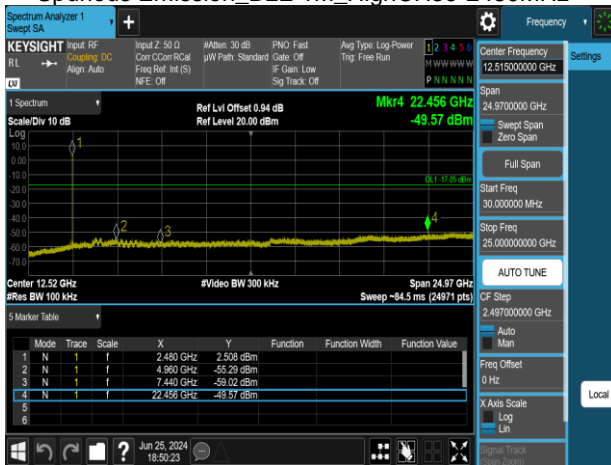 Spectrum Analyzer 1
Swept SA
Frequency
KEYSIGHT
RL
LXI
Input: RF
Coupling: DC
Align: Auto
Input Z: 50 Ω
Corr CCorr RCal
Freq Ref: Int (S)
NFE: Off
#Atten: 30 dB
µW Path: Standard
PNO: Fast
Gate: Off
IF Gain: Low
Sig Track: Off
Avg Type: Log-Power
Trig: Free Run
1 2 3 4 5 6
M W W W W W
P N N N N N
1 Spectrum
Scale/Div 10 dB
Ref Lvl Offset 0.94 dB
Ref Level 20.00 dBm
Mkr4 22.456 GHz
-49.57 dBm
Log
10.0
0.00
-10.0
-20.0
-30.0
-40.0
-50.0
-60.0
-70.0
1
2
3
4
DL1 -17.05 dBm
Center 12.52 GHz
#Res BW 100 kHz
#Video BW 300 kHz
Span 24.97 GHz
Sweep ~84.5 ms (24971 pts)
5 Marker Table
Mode Trace Scale X Y Function Function Width Function Value
1 N 1 f 2.480 GHz 2.508 dBm
2 N 1 f 4.960 GHz -55.29 dBm
3 N 1 f 7.440 GHz -59.02 dBm
4 N 1 f 22.456 GHz -49.57 dBm
5
6
Jun 25, 2024
18:50:23
Center Frequency
12.515000000 GHz
Settings
Span
24.9700000 GHz
Swept Span
Zero Span
Full Span
Start Freq
30.000000 MHz
Stop Freq
25.000000000 GHz
AUTO TUNE
CF Step
2.497000000 GHz
Auto
Man
Freq Offset
0 Hz
X Axis Scale
Log
Lin
Local
Signal Track
(Span Zoom)